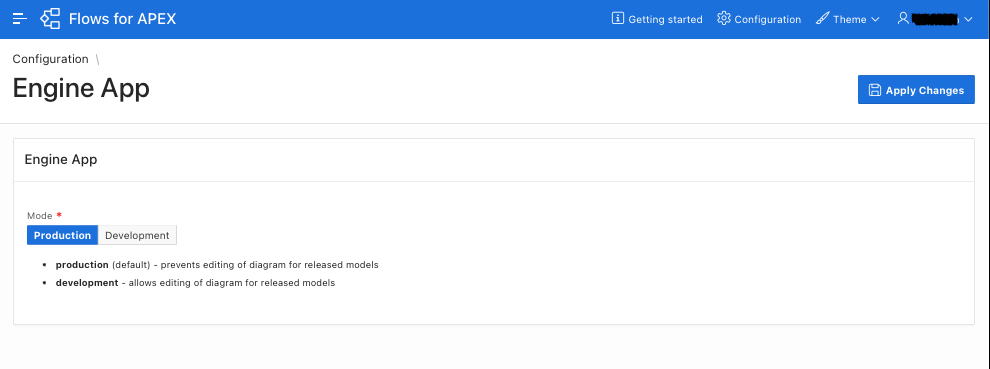 Flows for APEX
Getting started
Configuration
Theme
Configuration \
Engine App
Apply Changes
Engine App
Mode *
Production
Development
• production (default) - prevents editing of diagram for released models
• development - allows editing of diagram for released models